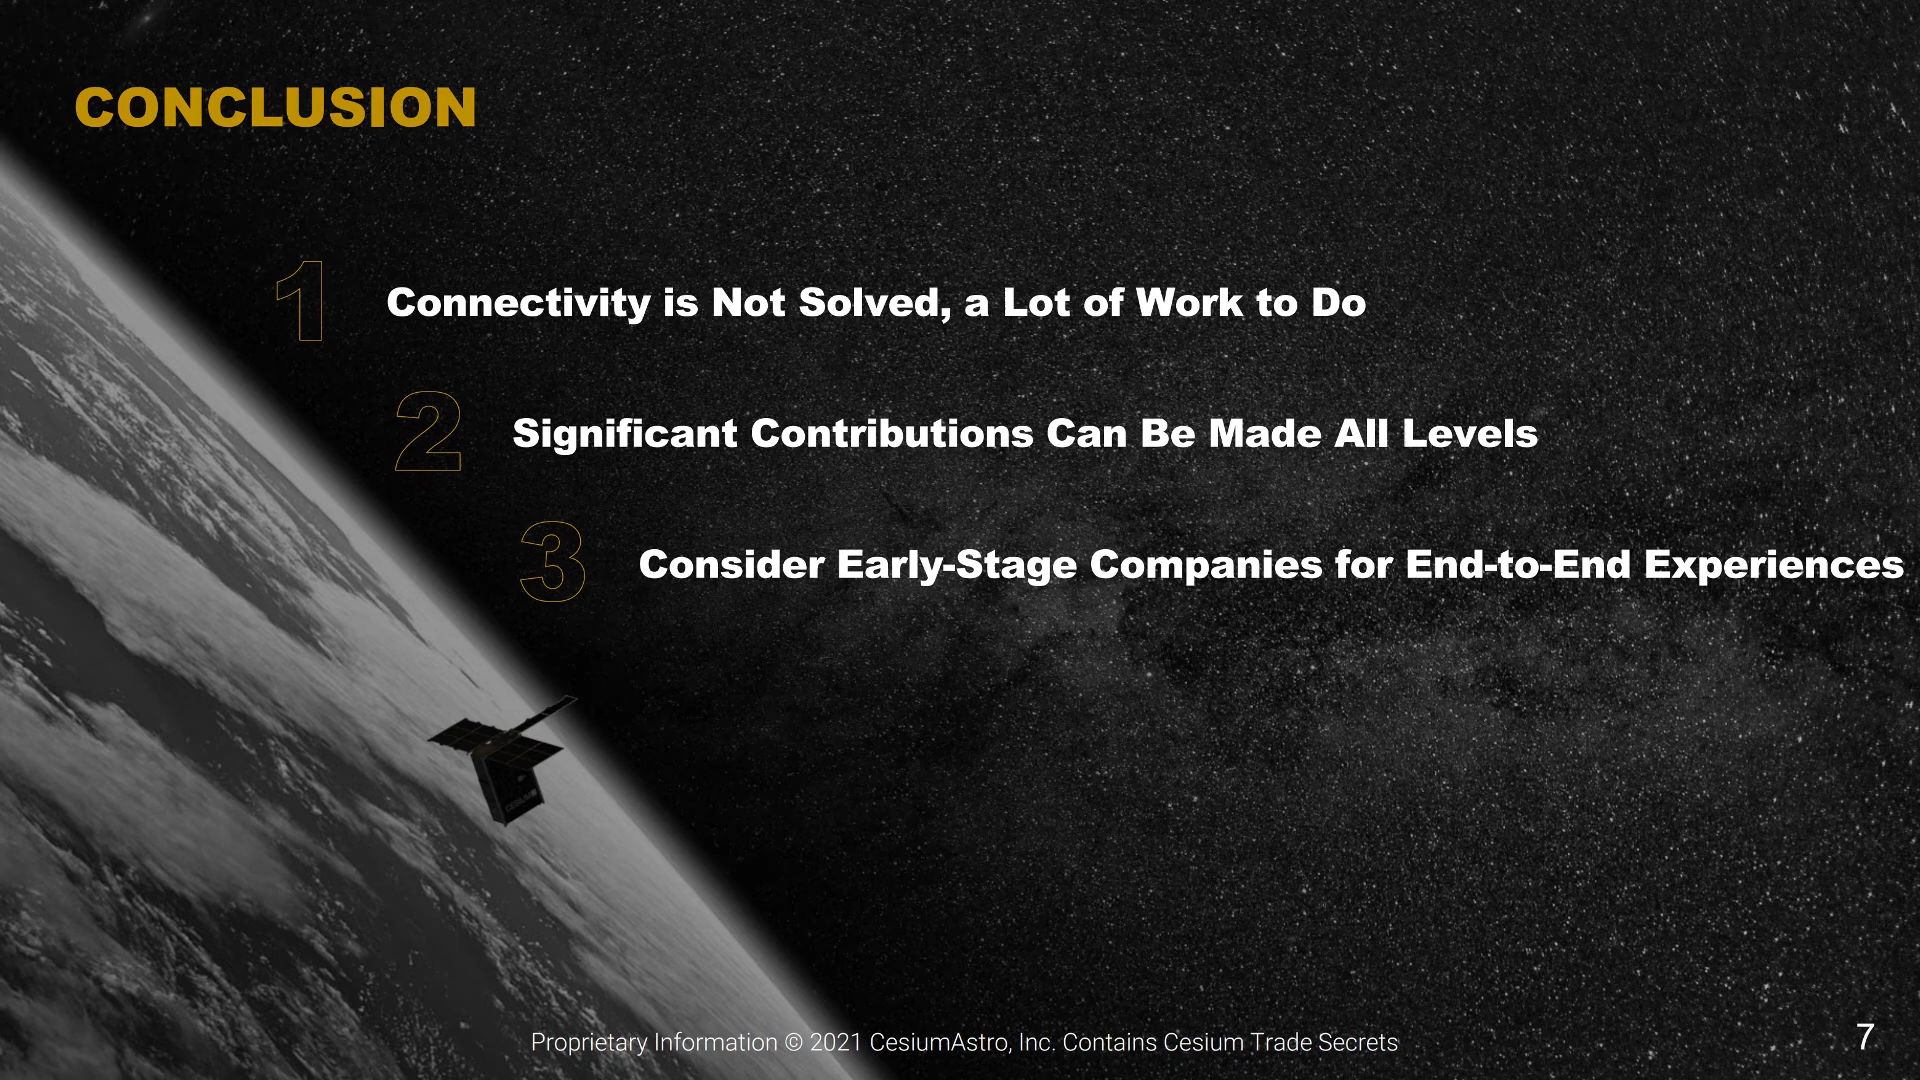 CONCLUSION
1
Connectivity is Not Solved, a Lot of Work to Do
2
Significant Contributions Can Be Made All Levels
3
Consider Early-Stage Companies for End-to-End Experiences
CESIUM
Proprietary Information © 2021 CesiumAstro, Inc. Contains Cesium Trade Secrets
7